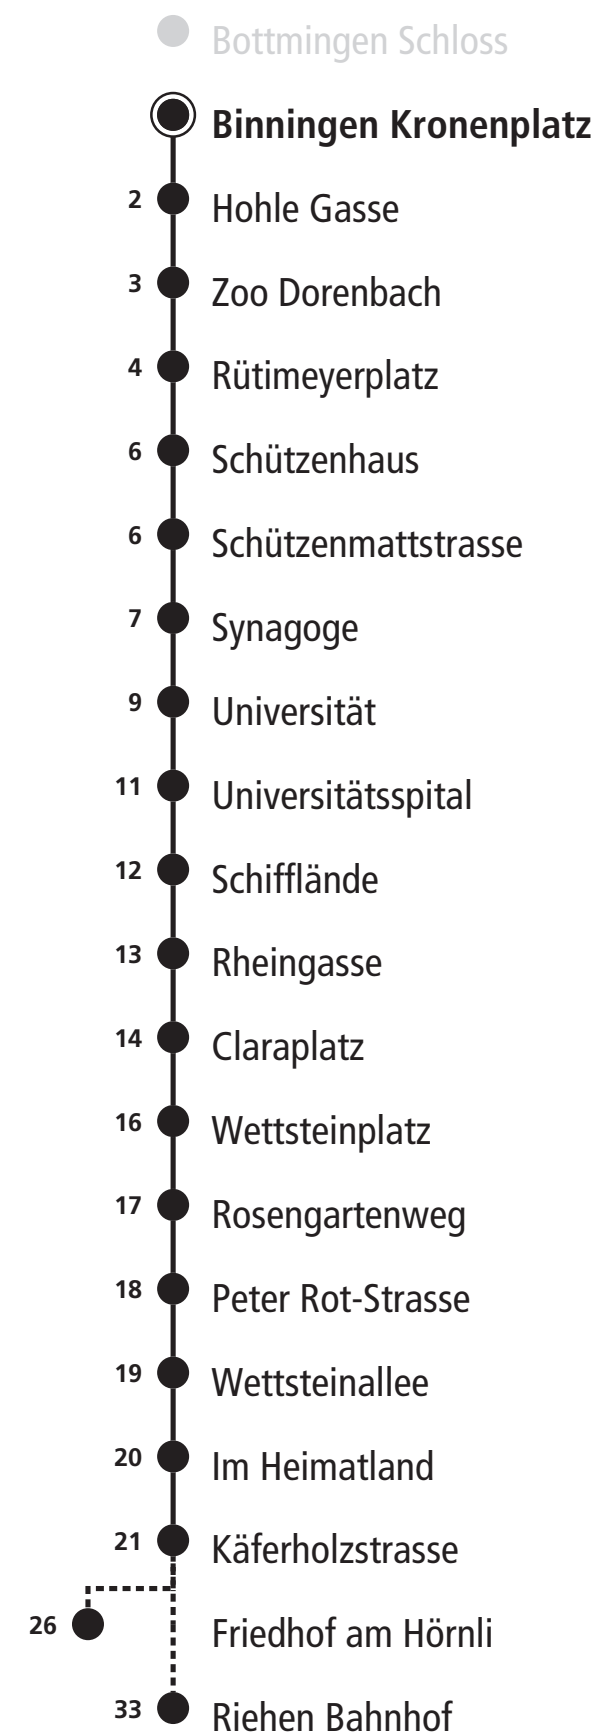 Bottmingen Schloss
Binningen Kronenplatz
2 Hohle Gasse
3 Zoo Dorenbach
4 Rütimeyerplatz
6 Schützenhaus
6 Schützenmattstrasse
7 Synagoge
9 Universität
11 Universitätsspital
12 Schifflände
13 Rheingasse
14 Claraplatz
16 Wettsteinplatz
17 Rosengartenweg
18 Peter Rot-Strasse
19 Wettsteinallee
20 Im Heimatland
21 Käferholzstrasse
26 Friedhof am Hörnli
33 Riehen Bahnhof